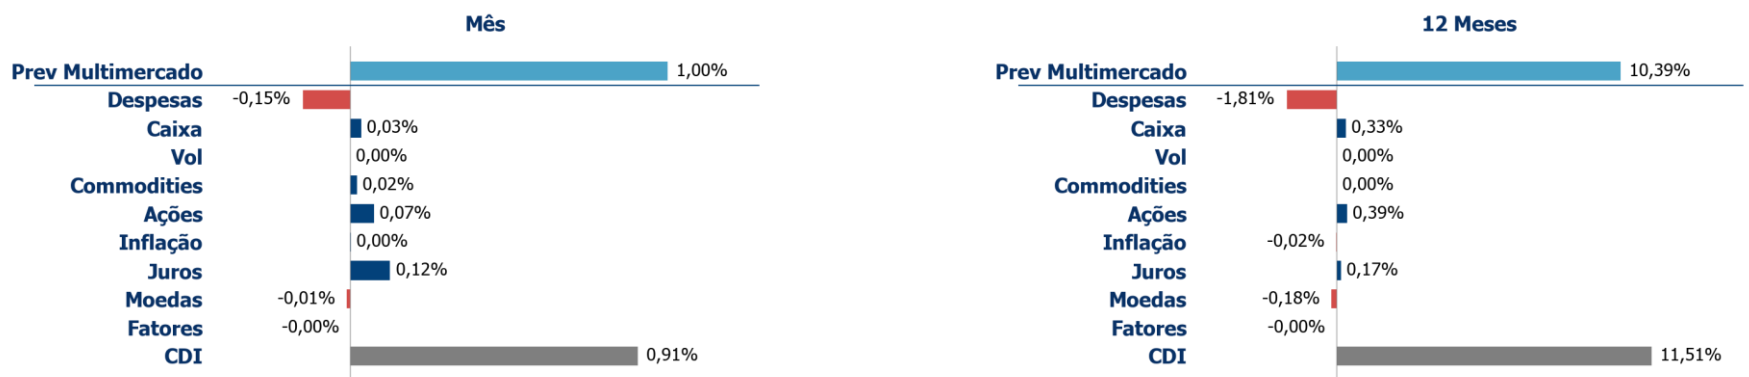 Mês
Prev Multimercado 1,00%
Despesas -0,15%
Caixa 0,03%
Vol 0,00%
Commodities 0,02%
Ações 0,07%
Inflação 0,00%
Juros 0,12%
Moedas -0,01%
Fatores -0,00%
CDI 0,91%
12 Meses
Prev Multimercado 10,39%
Despesas -1,81%
Caixa 0,33%
Vol 0,00%
Commodities 0,00%
Ações 0,39%
Inflação -0,02%
Juros 0,17%
Moedas -0,18%
Fatores -0,00%
CDI 11,51%